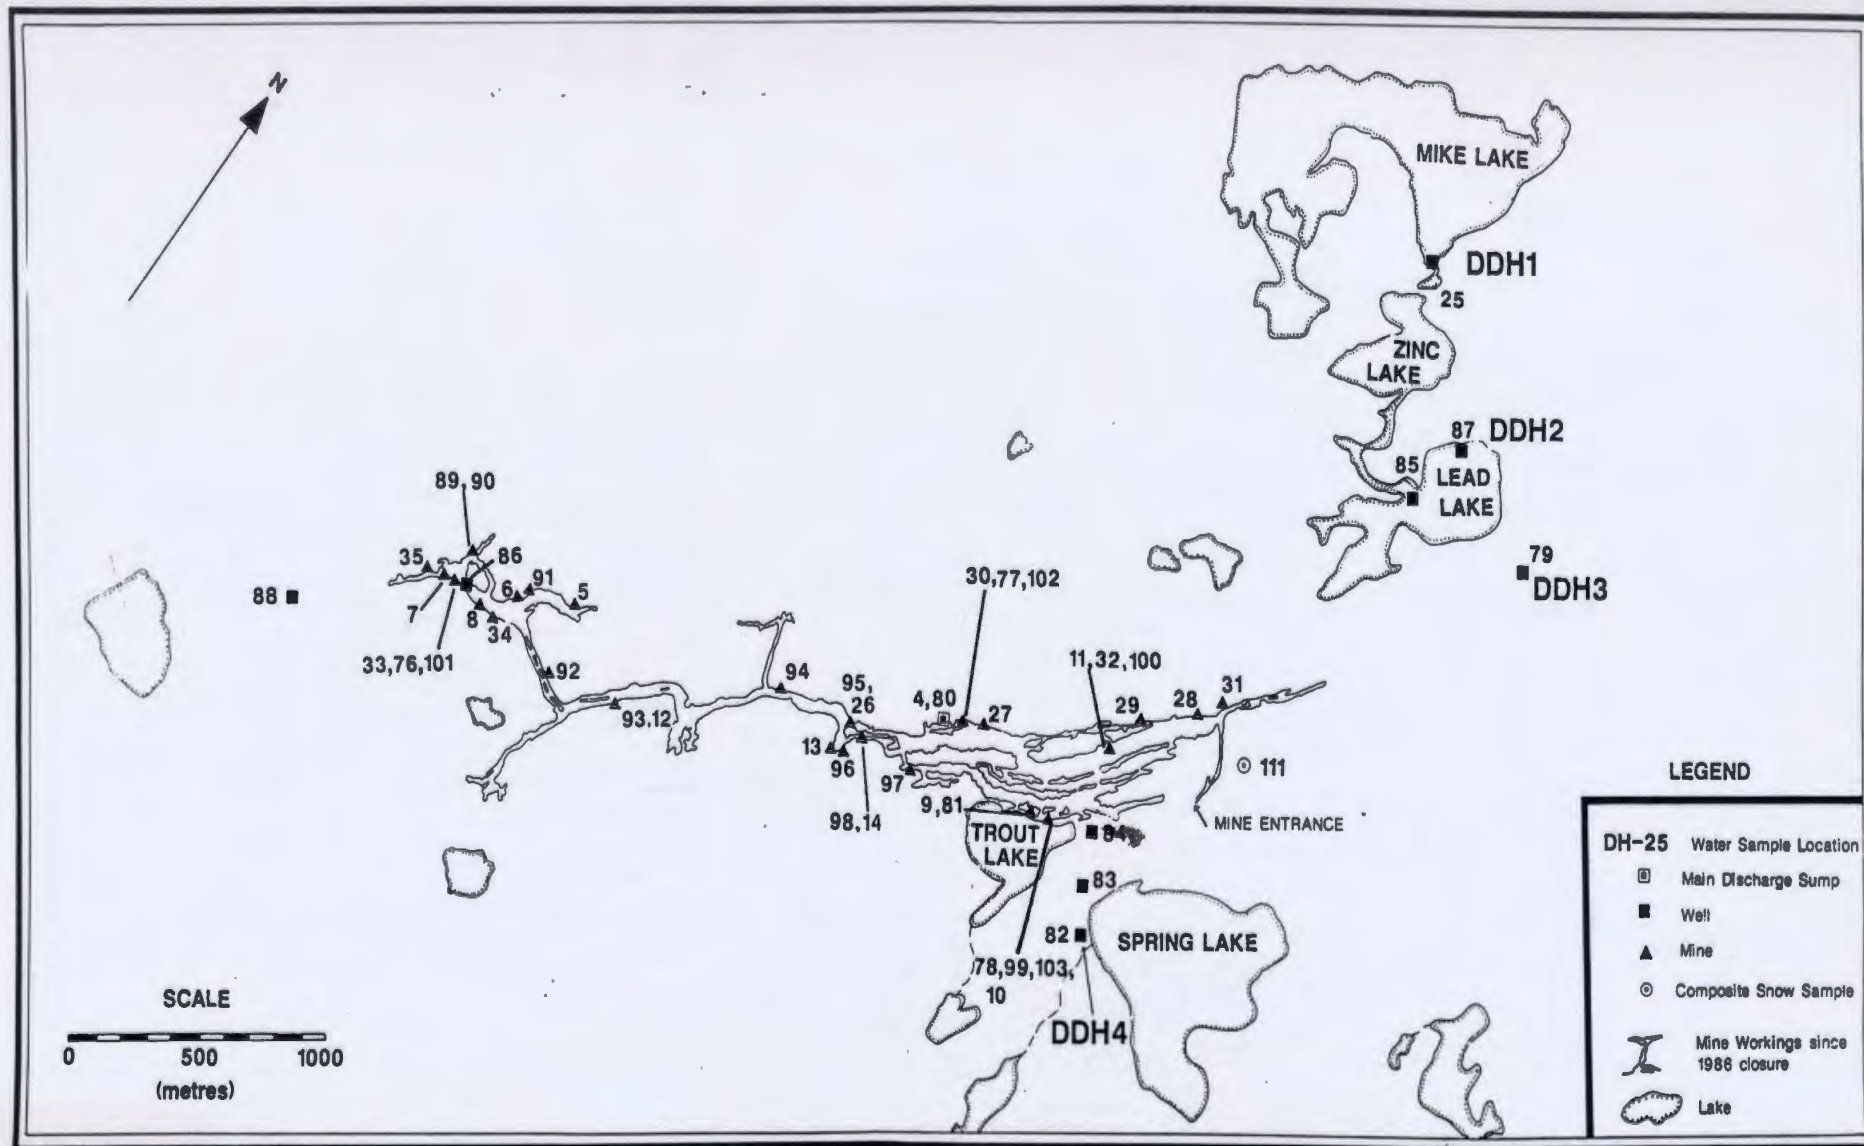 N
MIKE LAKE
DDH1
25
ZINC
LAKE
87 DDH2
85
LEAD
LAKE
79
DDH3
89,90
35
86
6
91
5
88
7
8
34
33,76,101
92
93,12
94
95,
26
13
96
98,14
97
4,80
30,77,102
27
11,32,100
29
28
31
111
MINE ENTRANCE
9,81
TROUT
LAKE
84
83
82
SPRING LAKE
78,99,103,
10
DDH4
SCALE
0 500 1000
(metres)
LEGEND
DH-25 Water Sample Location
Main Discharge Sump
Well
Mine
Composite Snow Sample
Mine Workings since
1986 closure
Lake